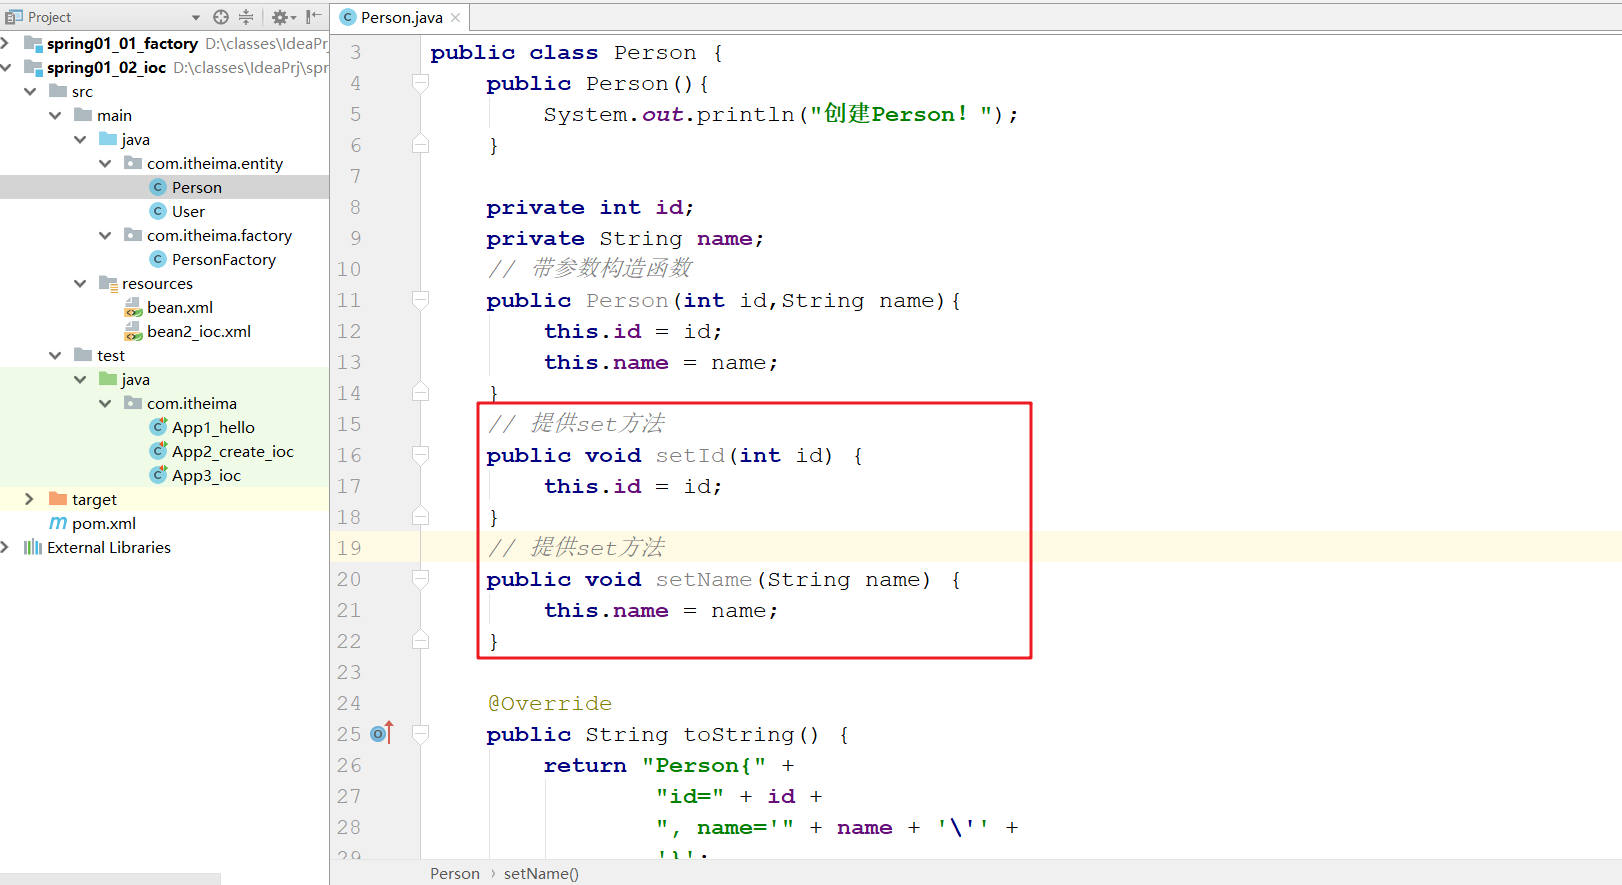 Project
spring01_01_factory D:\classes\IdeaPrj
spring01_02_ioc D:\classes\IdeaPrj\spr
src
main
java
com.itheima.entity
Person
User
com.itheima.factory
PersonFactory
resources
bean.xml
bean2_ioc.xml
test
java
com.itheima
App1_hello
App2_create_ioc
App3_ioc
target
pom.xml
External Libraries
Person.java
3 public class Person {
4 public Person(){
5 System.out.println("创建Person! ");
6 }
7
8 private int id;
9 private String name;
10 // 带参数构造函数
11 public Person(int id,String name){
12 this.id = id;
13 this.name = name;
14 }
15 // 提供set方法
16 public void setId(int id) {
17 this.id = id;
18 }
19 // 提供set方法
20 public void setName(String name) {
21 this.name = name;
22 }
23
24 @Override
25 public String toString() {
26 return "Person{" +
27 "id=" + id +
28 ", name='" + name + '\'' +
29 '}';
Person › setName()